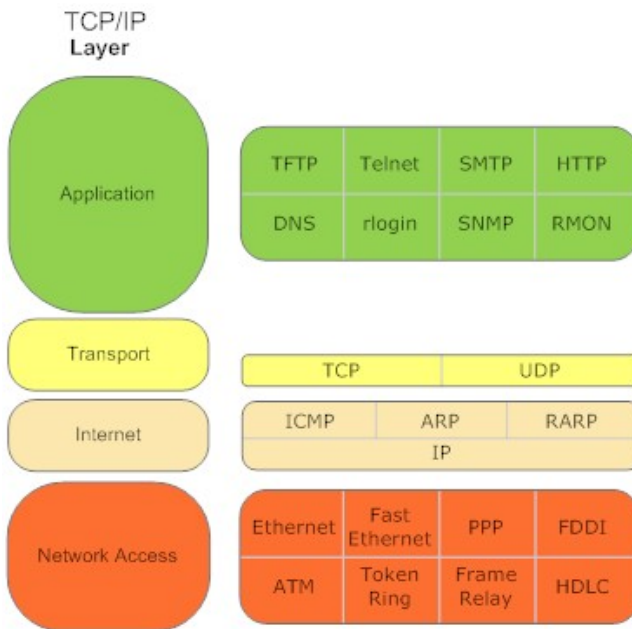 TCP/IP
Layer
Application
TFTP Telnet SMTP HTTP
DNS rlogin SNMP RMON
Transport
TCP UDP
Internet
ICMP ARP RARP
IP
Network Access
Ethernet Fast Ethernet PPP FDDI
ATM Token Ring Frame Relay HDLC